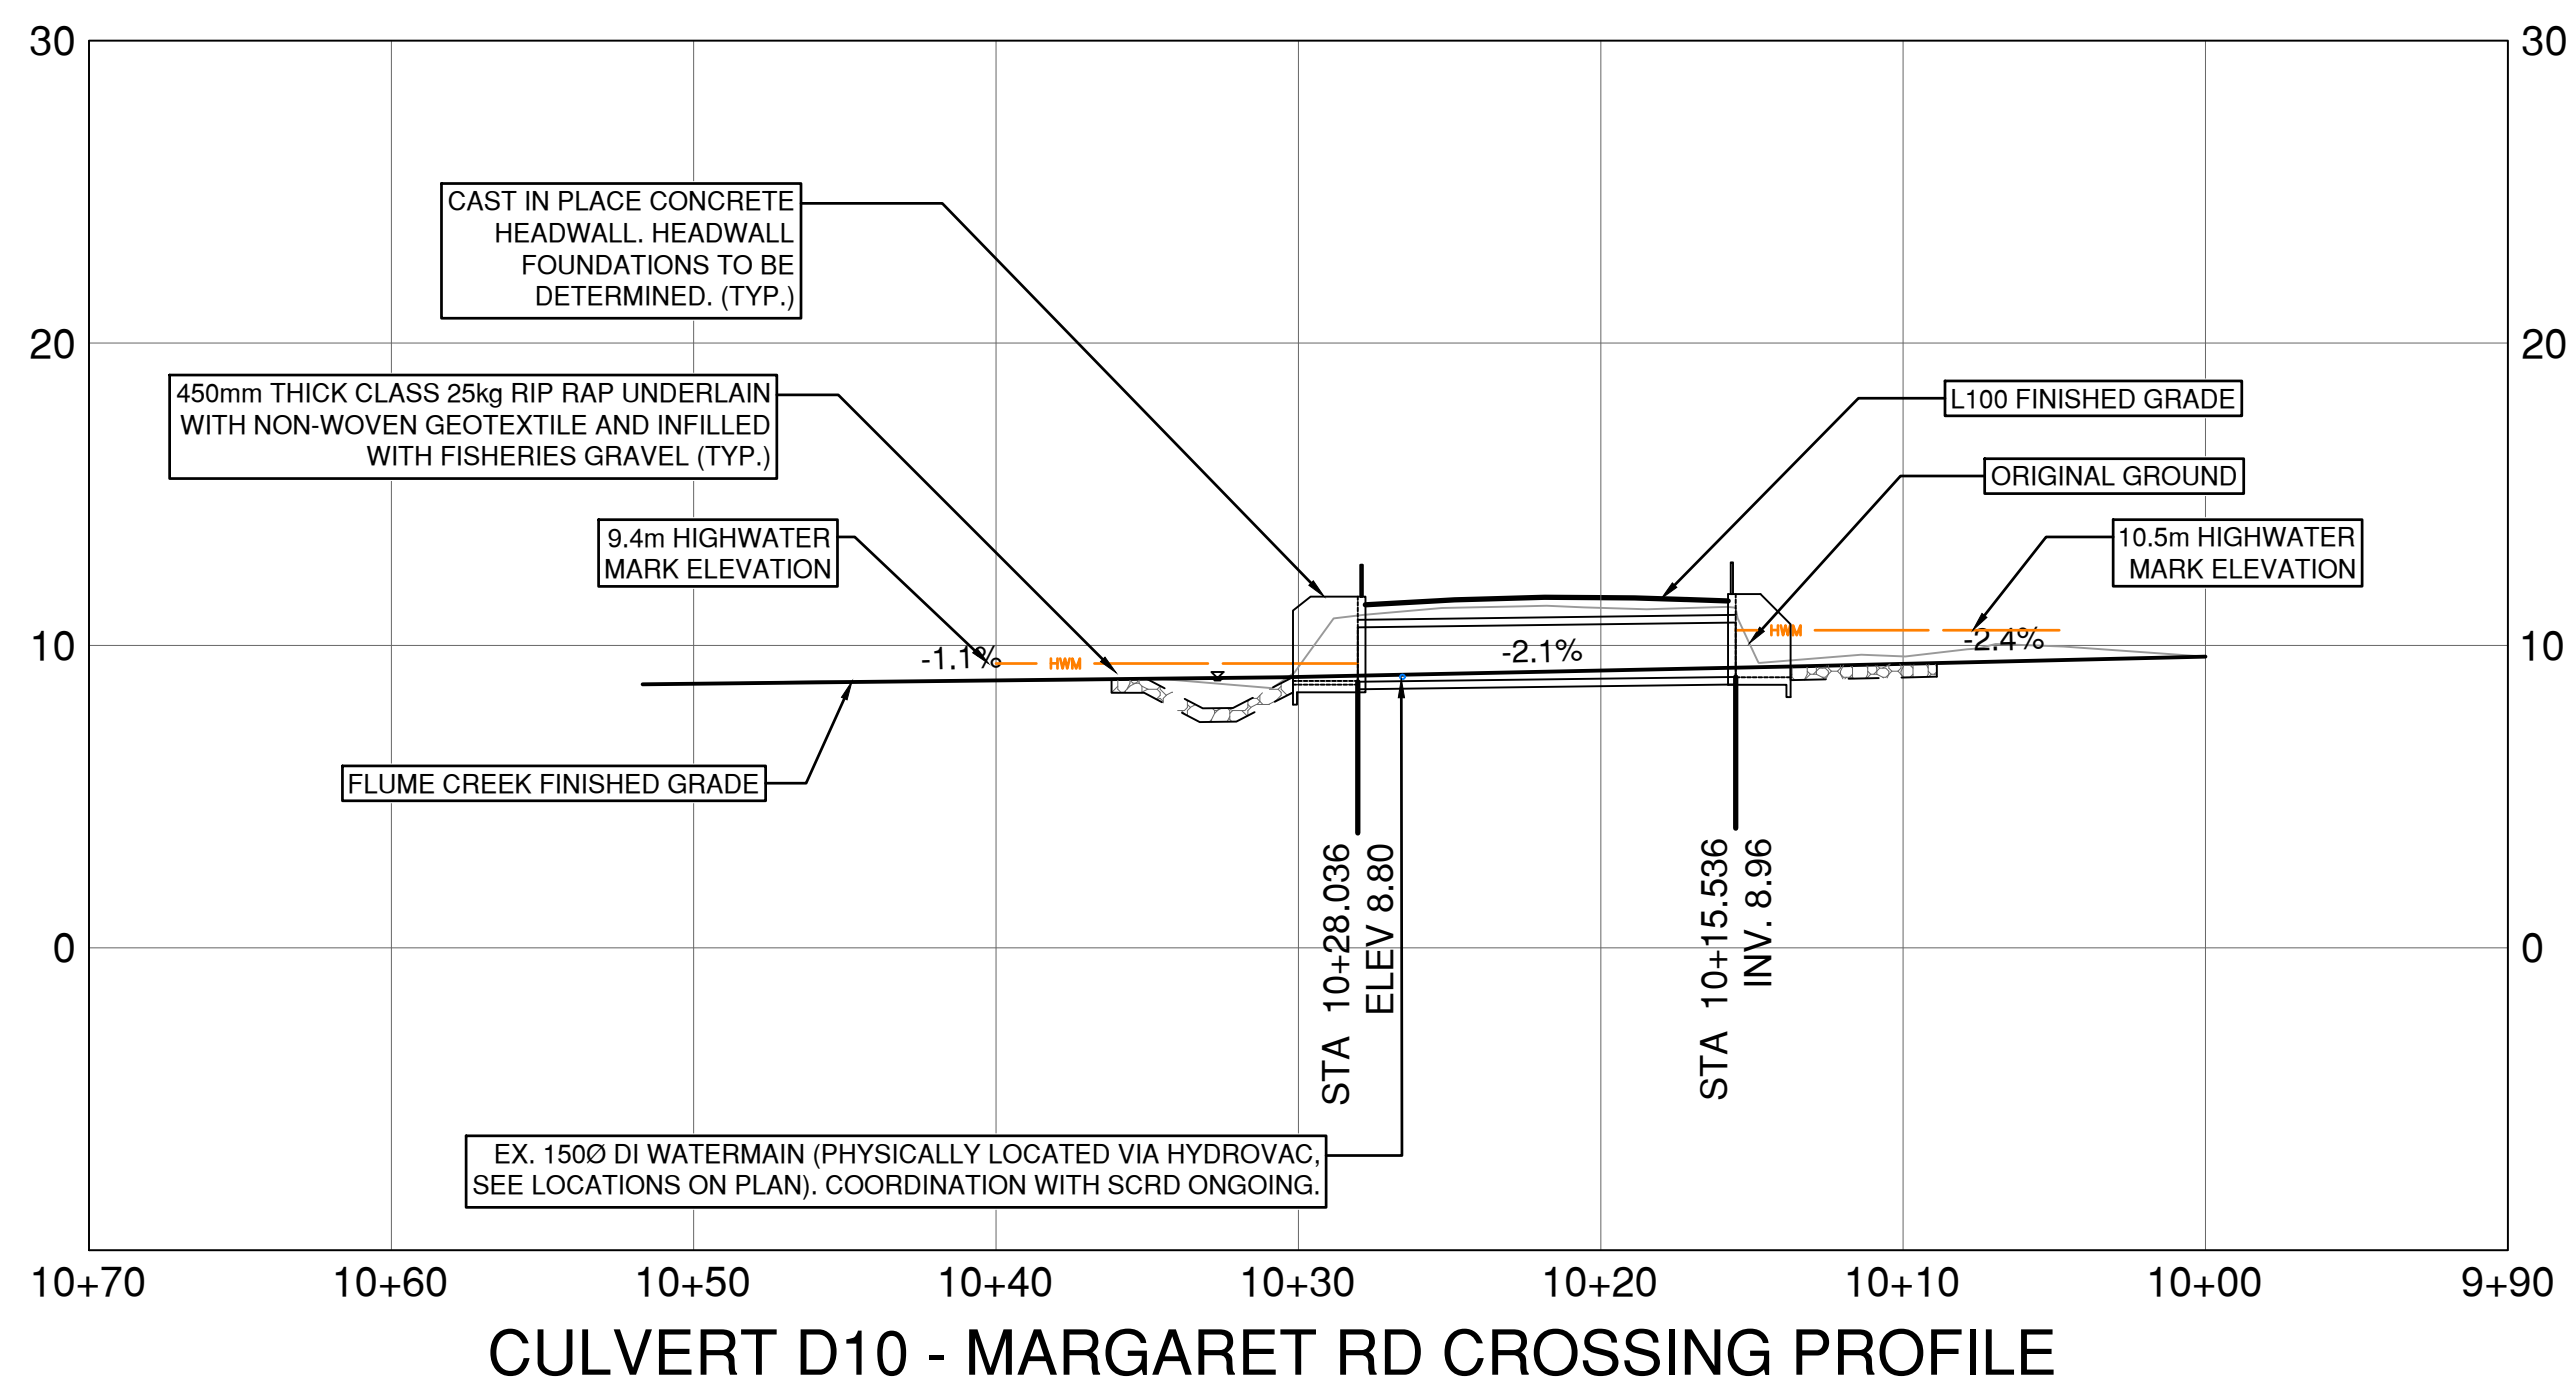 30
30
CAST IN PLACE CONCRETE
HEADWALL. HEADWALL
FOUNDATIONS TO BE
DETERMINED. (TYP.)
20
20
450mm THICK CLASS 25kg RIP RAP UNDERLAIN
WITH NON-WOVEN GEOTEXTILE AND INFILLED
WITH FISHERIES GRAVEL (TYP.)
L100 FINISHED GRADE
ORIGINAL GROUND
9.4m HIGHWATER
MARK ELEVATION
10.5m HIGHWATER
MARK ELEVATION
10
10
-1.1%
HWM
-2.1%
HWM
-2.4%
FLUME CREEK FINISHED GRADE
STA 10+28.036
ELEV 8.80
STA 10+15.536
INV. 8.96
0
0
EX. 150Ø DI WATERMAIN (PHYSICALLY LOCATED VIA HYDROVAC,
SEE LOCATIONS ON PLAN). COORDINATION WITH SCRD ONGOING.
10+70
10+60
10+50
10+40
10+30
10+20
10+10
10+00
9+90
CULVERT D10 - MARGARET RD CROSSING PROFILE